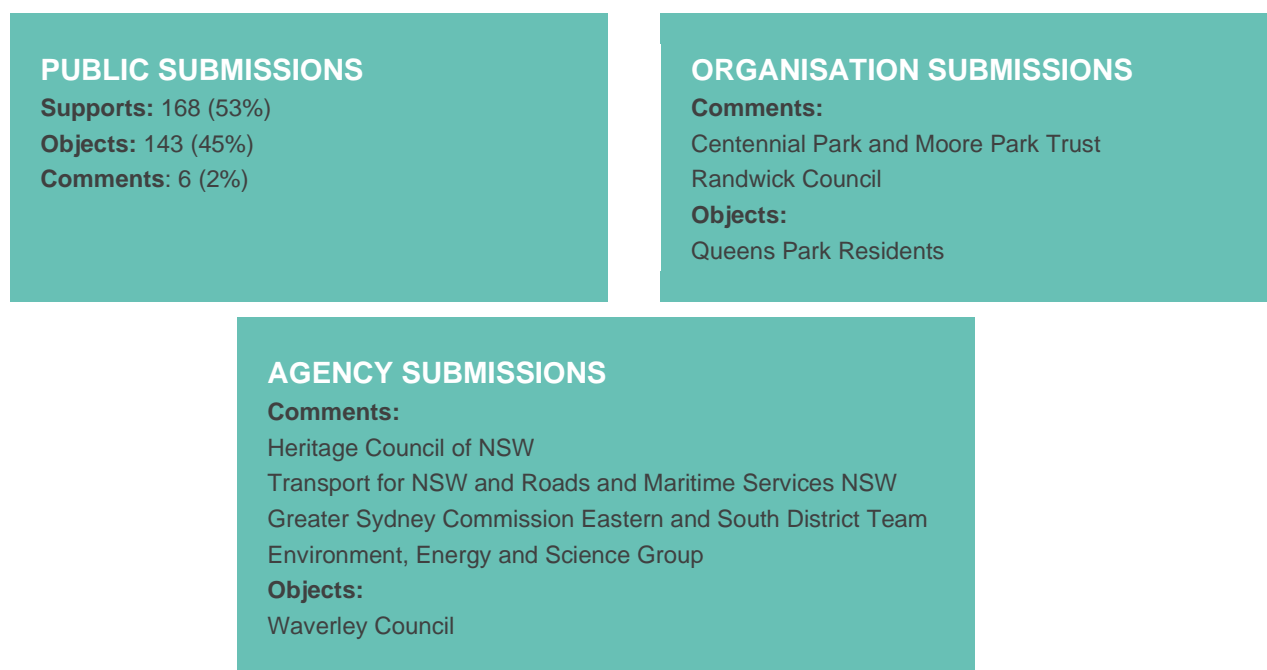 PUBLIC SUBMISSIONS
Supports: 168 (53%)
Objects: 143 (45%)
Comments: 6 (2%)
ORGANISATION SUBMISSIONS
Comments:
Centennial Park and Moore Park Trust
Randwick Council
Objects:
Queens Park Residents
AGENCY SUBMISSIONS
Comments:
Heritage Council of NSW
Transport for NSW and Roads and Maritime Services NSW
Greater Sydney Commission Eastern and South District Team
Environment, Energy and Science Group
Objects:
Waverley Council